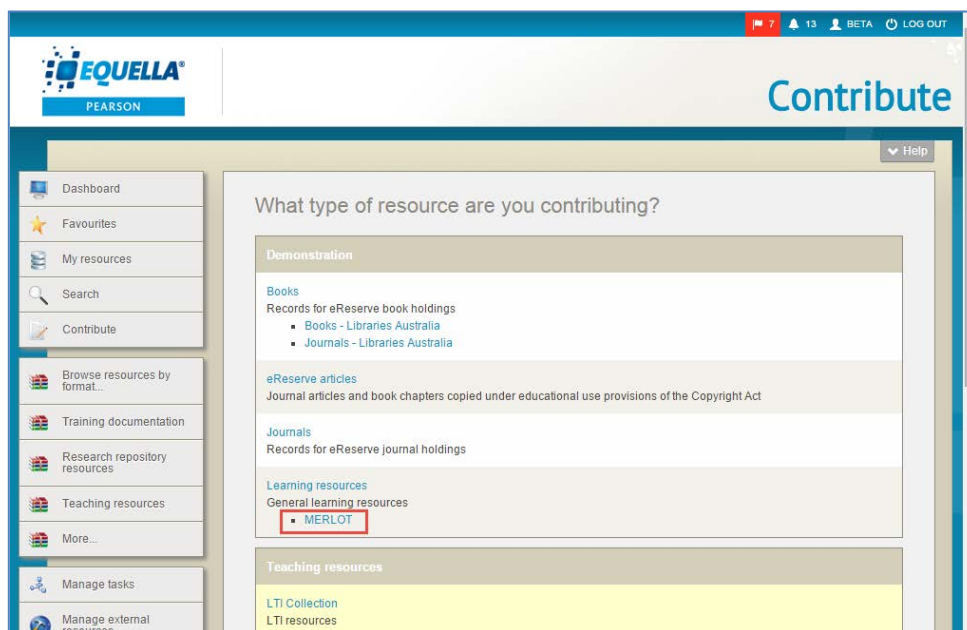 7 13 BETA LOG OUT
EQUELLA®
PEARSON
Contribute
Help
Dashboard
Favourites
My resources
Search
Contribute
Browse resources by
format...
Training documentation
Research repository
resources
Teaching resources
More...
Manage tasks
Manage external
resources
What type of resource are you contributing?
Demonstration
Books
Records for eReserve book holdings
Books - Libraries Australia
Journals - Libraries Australia
eReserve articles
Journal articles and book chapters copied under educational use provisions of the Copyright Act
Journals
Records for eReserve journal holdings
Learning resources
General learning resources
MERLOT
Teaching resources
LTI Collection
LTI resources